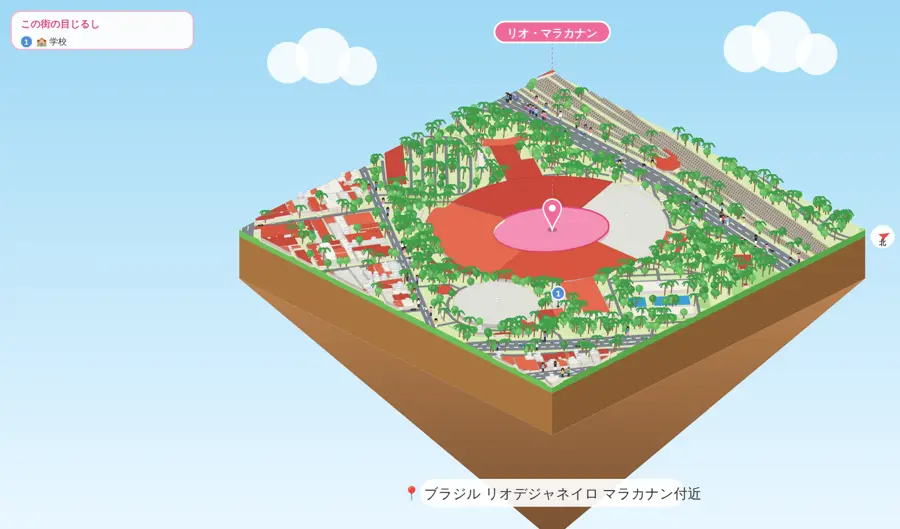 この街の目じるし
1 🏫 学校
リオ・マラカナン
1
北
📍 ブラジル リオデジャネイロ マラカナン付近